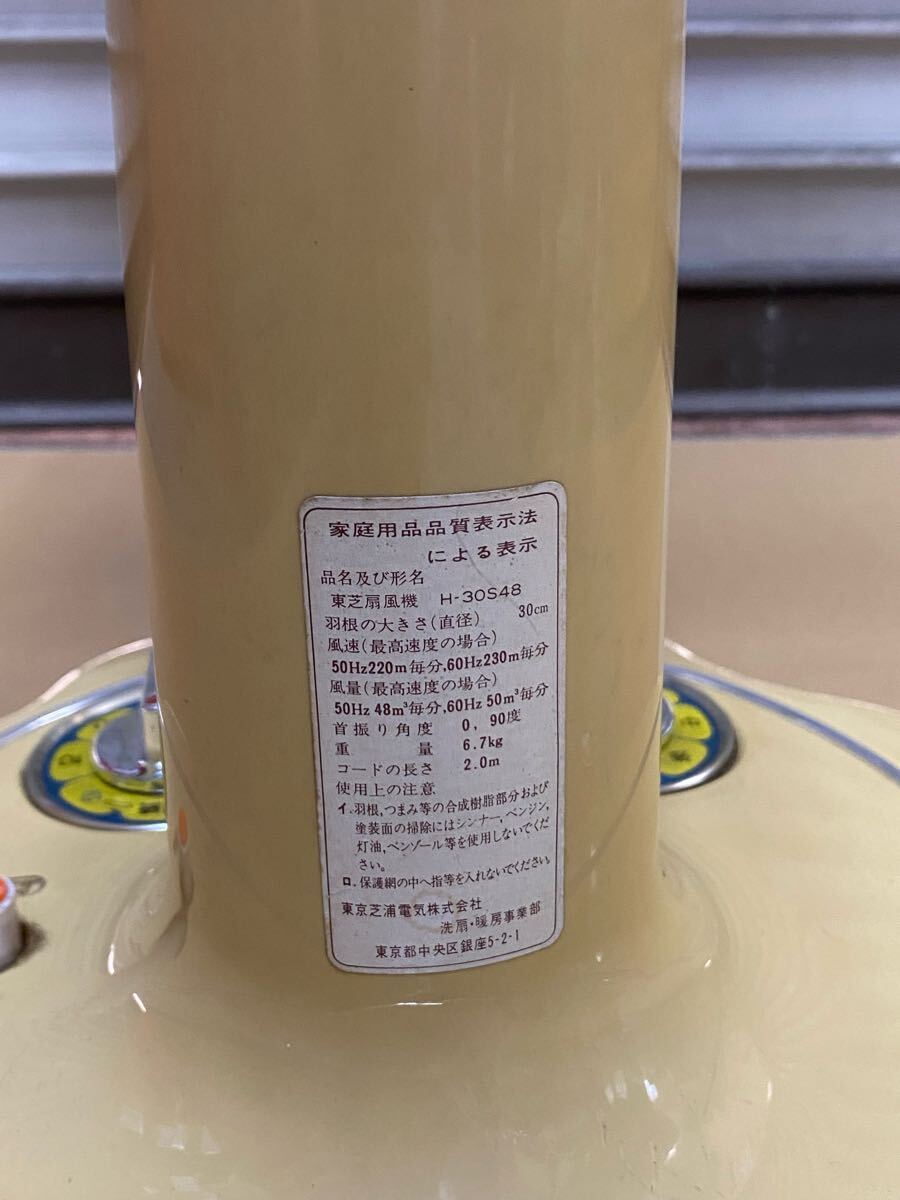 家庭用品品質表示法
による表示
品名及び形名
東芝扇風機 H-30S48
羽根の大きさ(直径) 30cm
風速(最高速度の場合)
50Hz220m毎分,60Hz230m毎分
風量(最高速度の場合)
50Hz 48m³毎分,60Hz 50m³毎分
首振り角度 0, 90度
重量 6.7kg
コードの長さ 2.0m
使用上の注意
イ.羽根,つまみ等の合成樹脂部分および
塗装面の掃除にはシンナー,ベンジン,
灯油,ベンゾール等を使用しないでくだ
さい。
ロ.保護網の中へ指等を入れないでください。
東京芝浦電気株式会社
洗扇・暖房事業部
東京都中央区銀座5-2-1